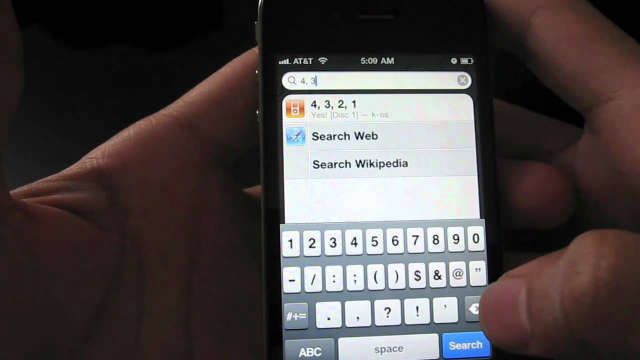 AT&T 5:09 AM
4, 3
4, 3, 2, 1
Yes! [Disc 1] — k-os
Search Web
Search Wikipedia
1 2 3 4 5 6 7 8 9 0
- / : ; ( ) $ & @ "
#+= . , ? ! '
ABC space Search